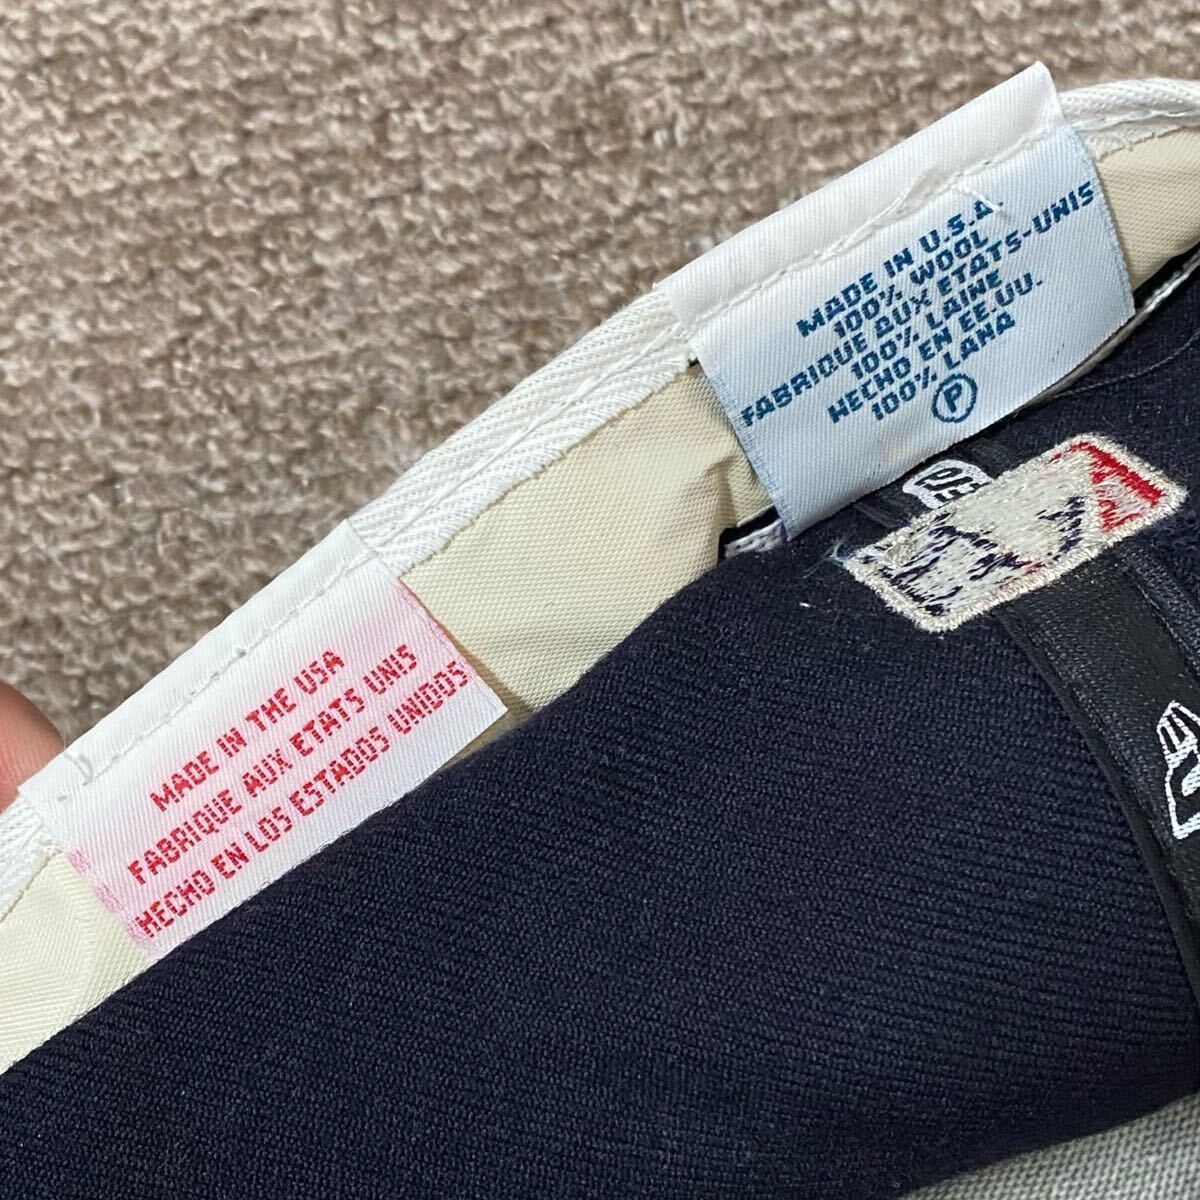 MADE IN U.S.A.
100% WOOL
FABRIQUE AUX ETATS-UNIS
100% LAINE
HECHO EN EE.UU.
100% LANA
P
MADE IN THE USA
FABRIQUE AUX ETATS UNIS
HECHO EN LOS ESTADOS UNIDOS